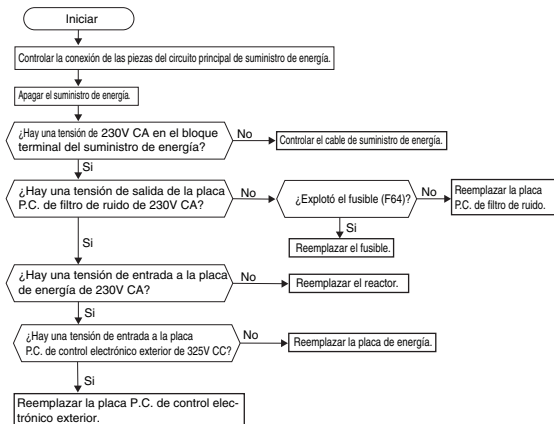 Iniciar
Controlar la conexión de las piezas del circuito principal de suministro de energía.
Apagar el suministro de energía.
¿Hay una tensión de 230V CA en el bloque
terminal del suministro de energía?
No
Controlar el cable de suministro de energía.
Si
¿Hay una tensión de salida de la placa
P.C. de filtro de ruido de 230V CA?
No
¿Explotó el fusible (F64)?
No
Reemplazar la placa
P.C. de filtro de ruido.
Si
Reemplazar el fusible.
Si
¿Hay una tensión de entrada a la placa
de energía de 230V CA?
No
Reemplazar el reactor.
Si
¿Hay una tensión de entrada a la placa
P.C. de control electrónico exterior de 325V CC?
No
Reemplazar la placa de energía.
Si
Reemplazar la placa P.C. de control elec-
trónico exterior.